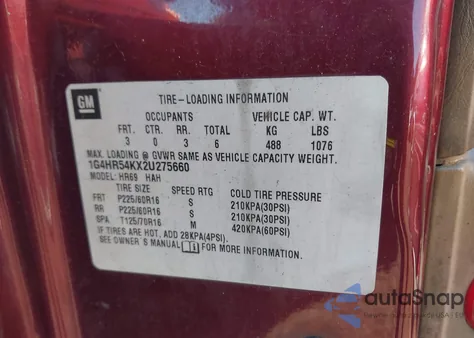 GM
TIRE-LOADING INFORMATION
OCCUPANTS VEHICLE CAP. WT.
FRT. CTR. RR. TOTAL KG LBS
3 0 3 6 488 1076
MAX. LOADING @ GVWR SAME AS VEHICLE CAPACITY WEIGHT.
1G4HR54KX2U275660
MODEL: HR69 HAH
TIRE SIZE SPEED RTG COLD TIRE PRESSURE
FRT P225/60R16 S 210KPA(30PSI)
RR P225/60R16 S 210KPA(30PSI)
SPA T125/70R16 M 420KPA(60PSI)
IF TIRES ARE HOT, ADD 28KPA(4PSI).
SEE OWNER'S MANUAL FOR MORE INFORMATION.
autoSnap